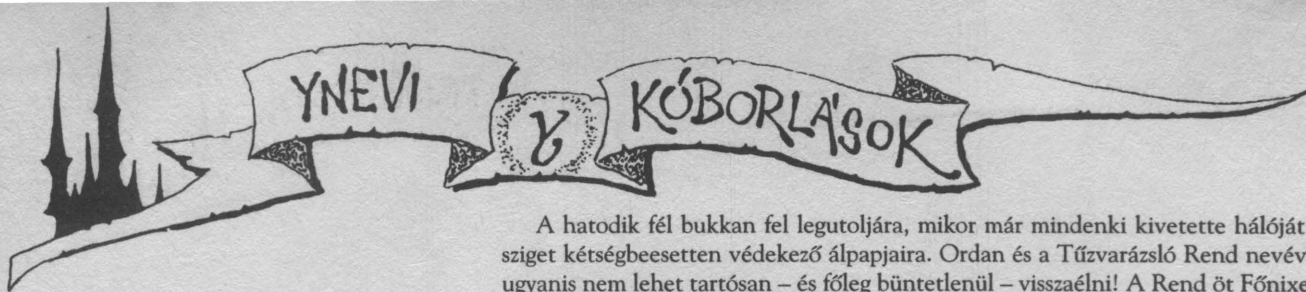 YNEVI Y KÓBORLÁSOK
A hatodik fél bukkan fel legutoljára, mikor már mindenki kivetette hálóját
sziget kétségbeesetten védekező álpapjaira. Ordan és a Tűzvarázsló Rend nevév
ugyanis nem lehet tartósan – és főleg büntetlenül – visszaélni! A Rend öt Főnixe